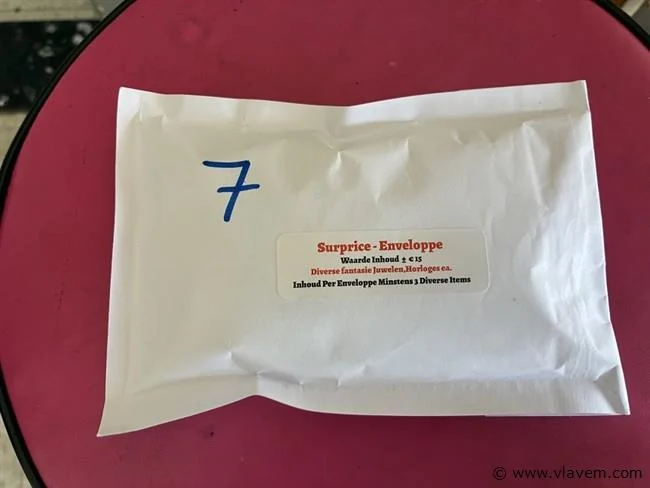 7
Surprice - Enveloppe
Waarde Inhoud ± € 15
Diverse fantasie Juwelen,Horloges ea.
Inhoud Per Enveloppe Minstens 3 Diverse Items
© www.vlavem.com